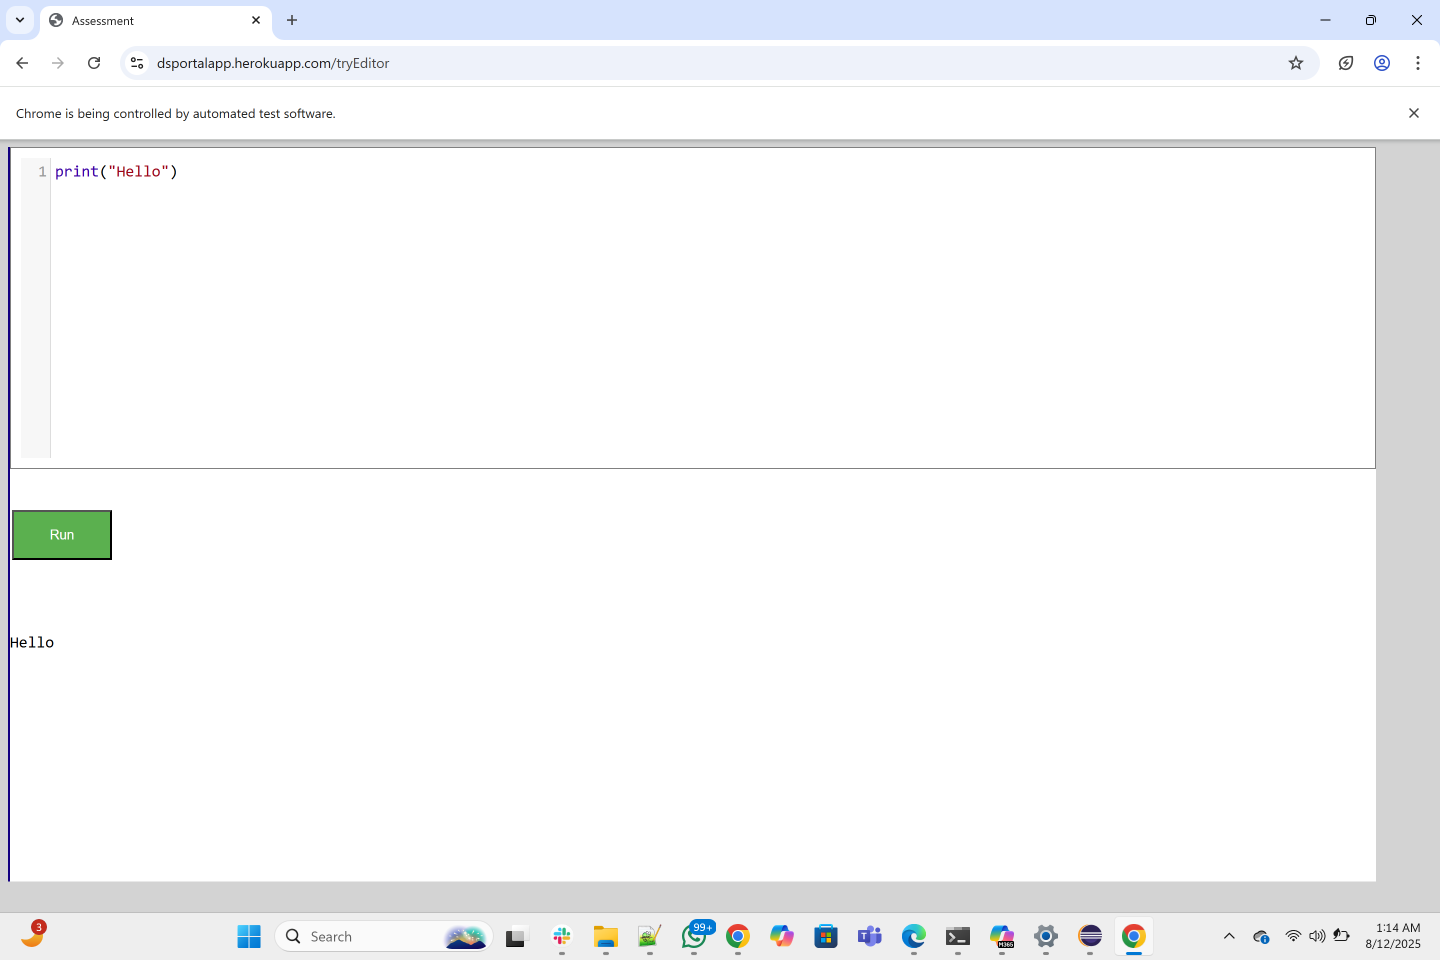 Assessment
dsportalapp.herokuapp.com/tryEditor
Chrome is being controlled by automated test software.
1 print("Hello")
Run
Hello
3
Search
99+
M365
1:14 AM
8/12/2025